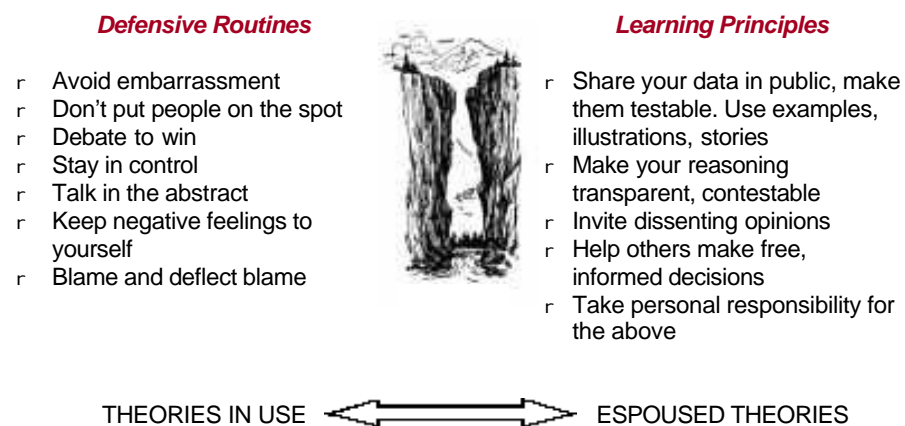 Defensive Routines
r Avoid embarrassment
r Don’t put people on the spot
r Debate to win
r Stay in control
r Talk in the abstract
r Keep negative feelings to
yourself
r Blame and deflect blame
Learning Principles
r Share your data in public, make
them testable. Use examples,
illustrations, stories
r Make your reasoning
transparent, contestable
r Invite dissenting opinions
r Help others make free,
informed decisions
r Take personal responsibility for
the above
THEORIES IN USE
ESPOUSED THEORIES